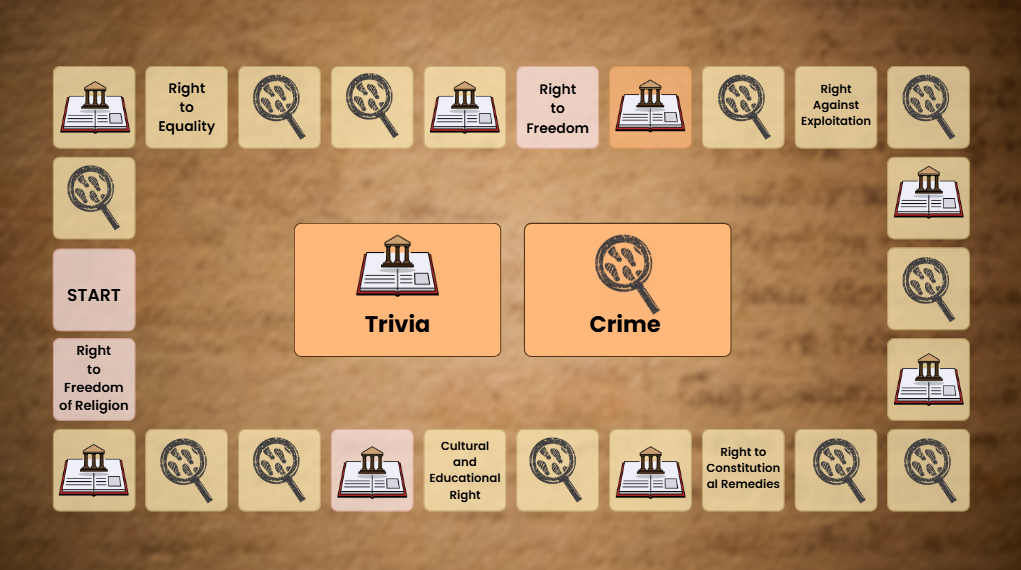 Right
to
Equality
Right
to
Freedom
Right
Against
Exploitation
START
Trivia
Crime
Right
to
Freedom
of Religion
Cultural
and
Educational
Right
Right to
Constitution
al Remedies